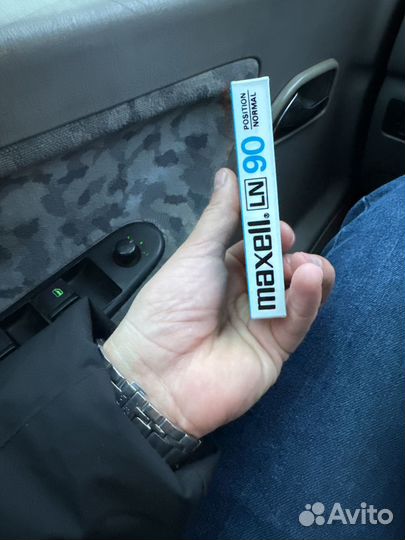 maxell® LN 90 POSITION
NORMAL
Avito